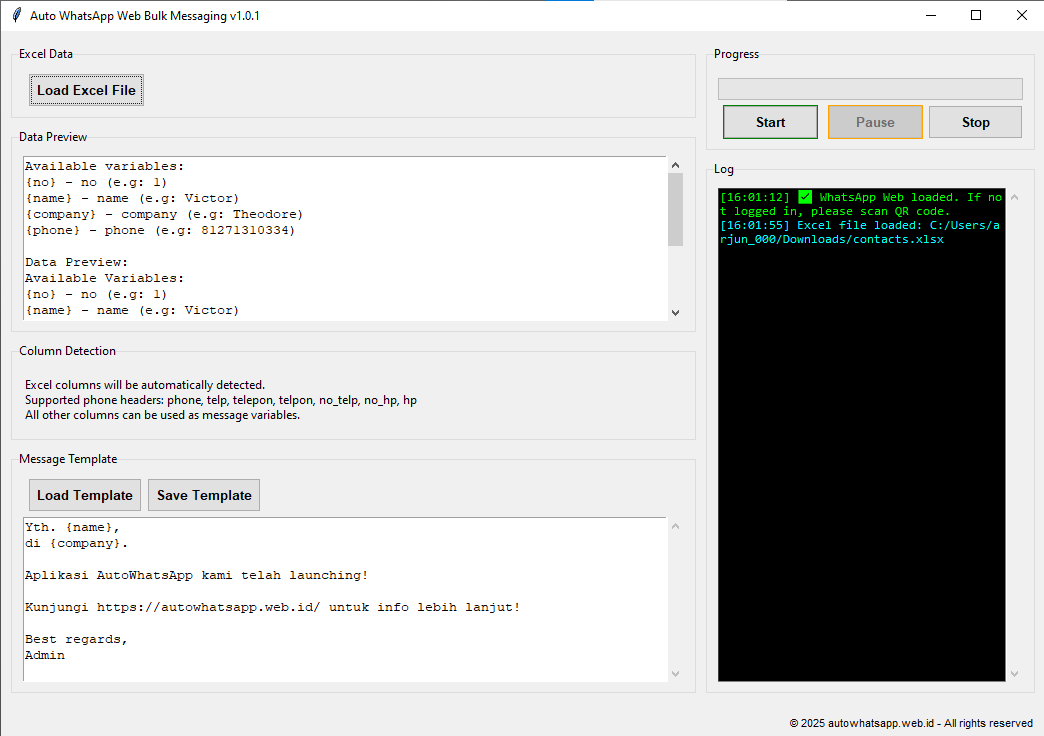 Auto WhatsApp Web Bulk Messaging v1.0.1
Excel Data
Load Excel File
Data Preview
Available variables:
{no} - no (e.g: 1)
{name} - name (e.g: Victor)
{company} - company (e.g: Theodore)
{phone} - phone (e.g: 81271310334)
Data Preview:
Available Variables:
{no} - no (e.g: 1)
{name} - name (e.g: Victor)
Column Detection
Excel columns will be automatically detected.
Supported phone headers: phone, telp, telepon, telpon, no_telp, no_hp, hp
All other columns can be used as message variables.
Message Template
Load Template Save Template
Yth. {name},
di {company}.
Aplikasi AutoWhatsApp kami telah launching!
Kunjungi https://autowhatsapp.web.id/ untuk info lebih lanjut!
Best regards,
Admin
Progress
Start Pause Stop
Log
[16:01:12] ✅ WhatsApp Web loaded. If no
t logged in, please scan QR code.
[16:01:55] Excel file loaded: C:/Users/a
rjun_000/Downloads/contacts.xlsx
© 2025 autowhatsapp.web.id - All rights reserved